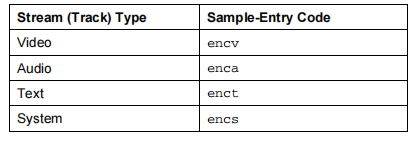 Stream (Track) Type Sample-Entry Code
Video encv
Audio enca
Text enct
System encs